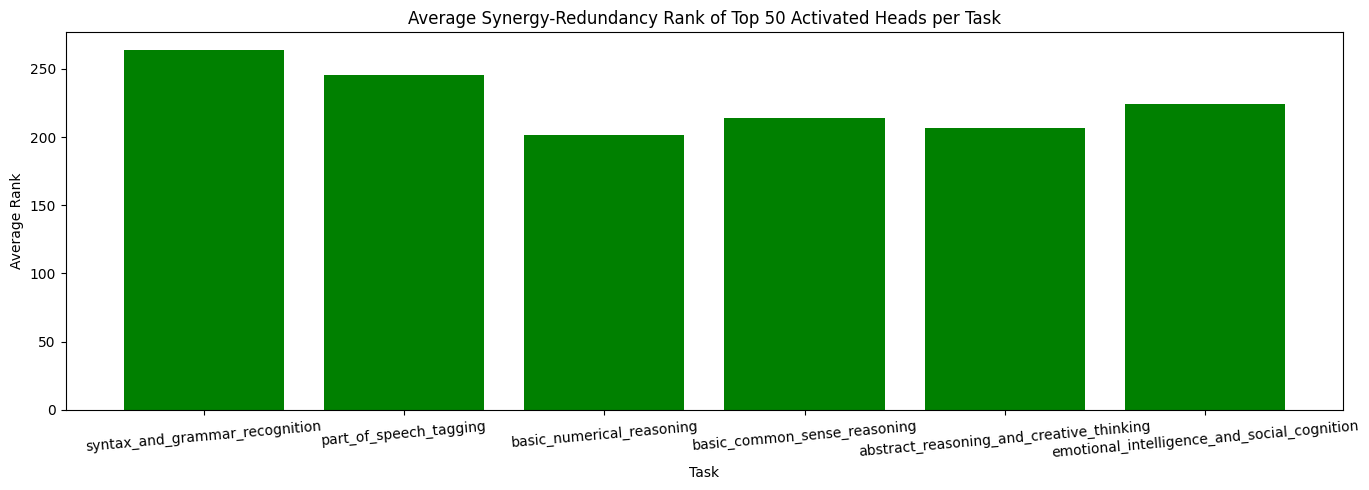 Average Synergy-Redundancy Rank of Top 50 Activated Heads per Task
Average Rank
250
200
150
100
50
0
syntax_and_grammar_recognition
part_of_speech_tagging
basic_numerical_reasoning
basic_common_sense_reasoning
abstract_reasoning_and_creative_thinking
emotional_intelligence_and_social_cognition
Task